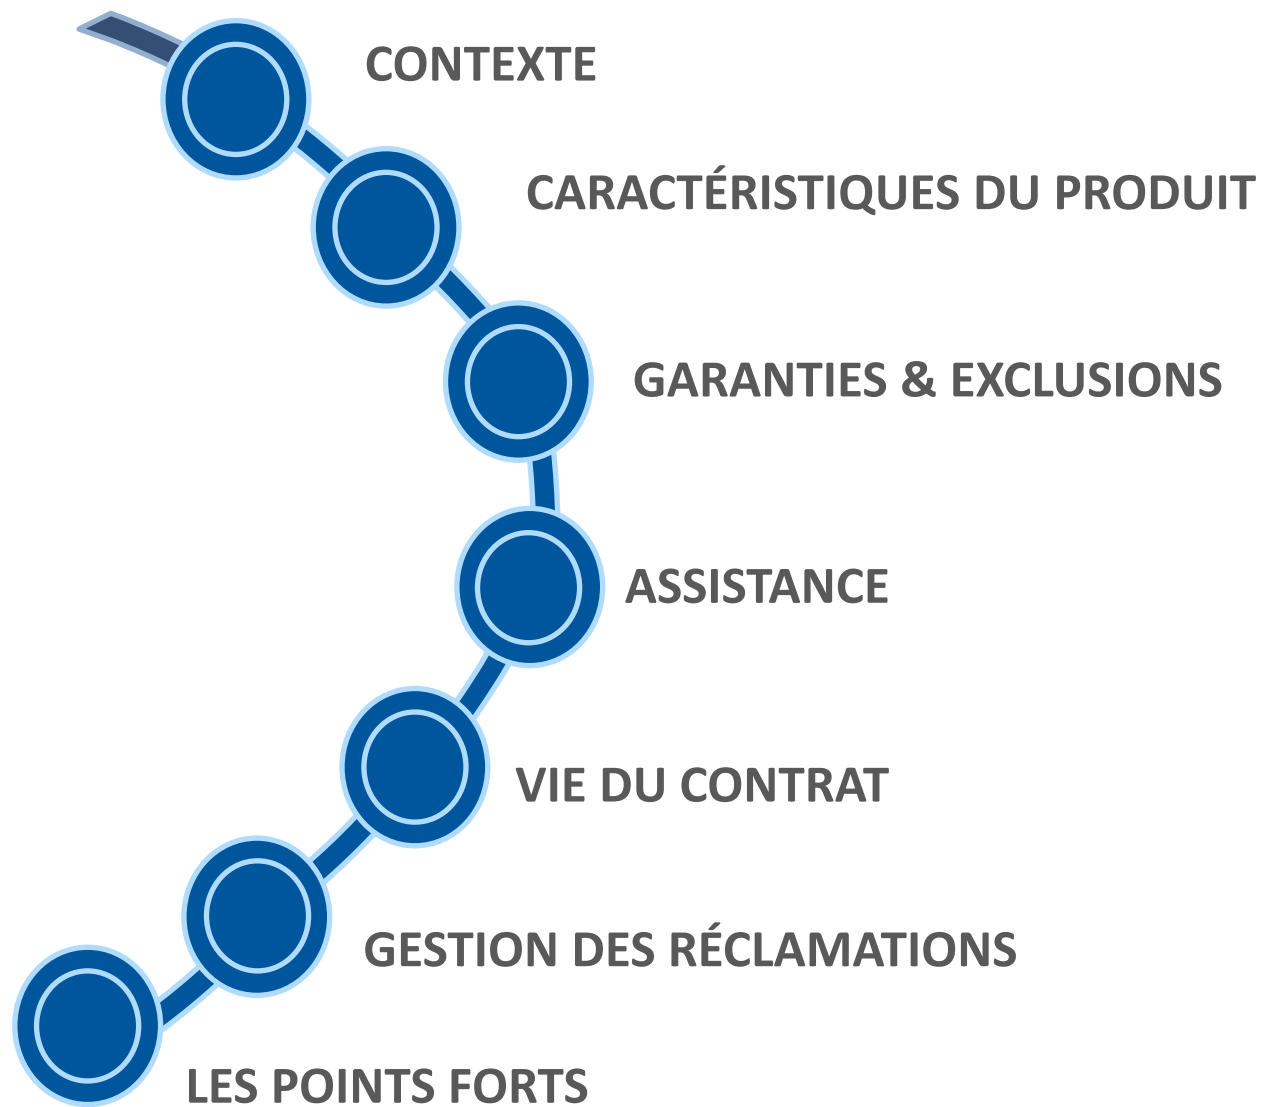 CONTEXTE
CARACTÉRISTIQUES DU PRODUIT
GARANTIES & EXCLUSIONS
ASSISTANCE
VIE DU CONTRAT
GESTION DES RÉCLAMATIONS
LES POINTS FORTS